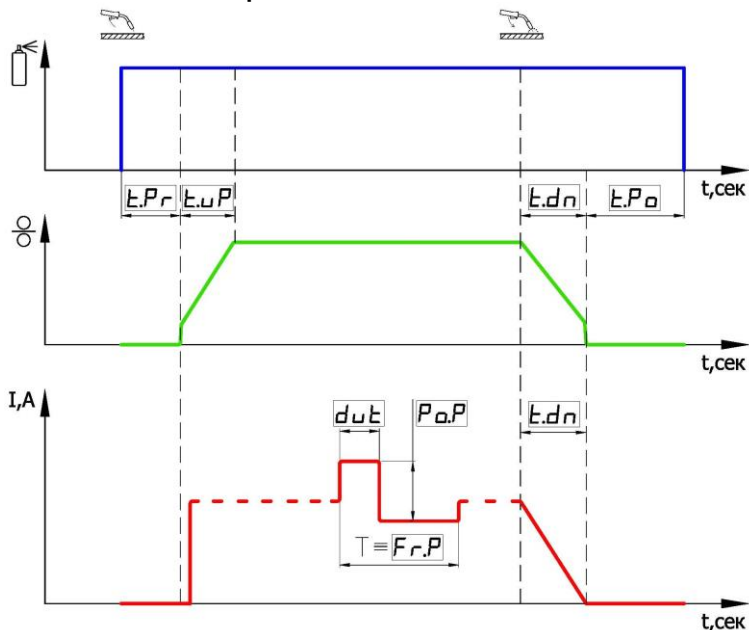 t,сек
t.Pr t.uP t.dn t.Po
t,сек
I,A
dut Po.P t.dn
T ≡ Fr.P
t,сек